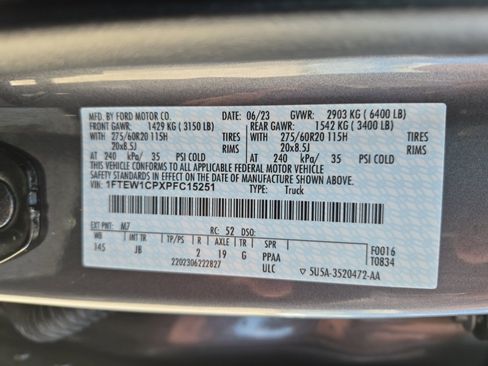 MFD. BY FORD MOTOR CO. DATE: 06/23 GVWR: 2903 KG ( 6400 LB)
FRONT GAWR: 1429 KG ( 3150 LB) REAR GAWR: 1542 KG ( 3400 LB)
WITH 275/60R20 115H TIRES WITH 275/60R20 115H TIRES
20x8.5J RIMS 20x8.5J RIMS
AT 240 kPa/ 35 PSI COLD AT 240 kPa/ 35 PSI COLD
THIS VEHICLE CONFORMS TO ALL APPLICABLE FEDERAL MOTOR VEHICLE
SAFETY STANDARDS IN EFFECT ON THE DATE OF MANUFACTURE SHOWN ABOVE.
VIN: 1FTEW1CPXPFC15251 TYPE: Truck
EXT PNT: M7 RC: 52 DSO:
WB INT TR TP/PS R AXLE TR SPR F0016
145 JB 2 19 G PPAA T0834
2202306222827 ULC 5U5A-3520472-AA